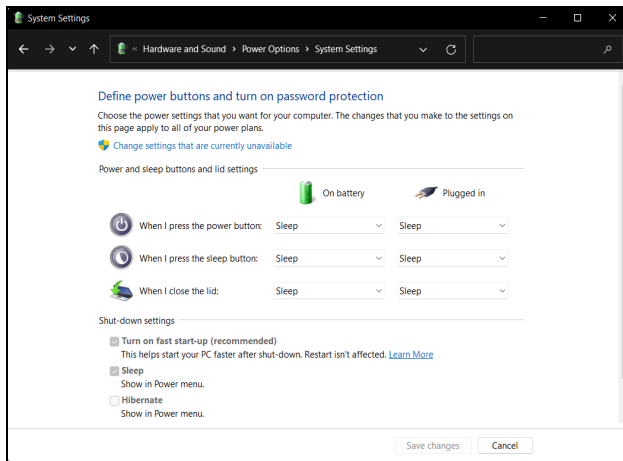 System Settings
« Hardware and Sound > Power Options > System Settings
Define power buttons and turn on password protection
Choose the power settings that you want for your computer. The changes that you make to the settings on
this page apply to all of your power plans.
Change settings that are currently unavailable
Power and sleep buttons and lid settings
On battery Plugged in
When I press the power button: Sleep Sleep
When I press the sleep button: Sleep Sleep
When I close the lid: Sleep Sleep
Shut-down settings
Turn on fast start-up (recommended)
This helps start your PC faster after shut-down. Restart isn't affected. Learn More
Sleep
Show in Power menu.
Hibernate
Show in Power menu.
Save changes Cancel